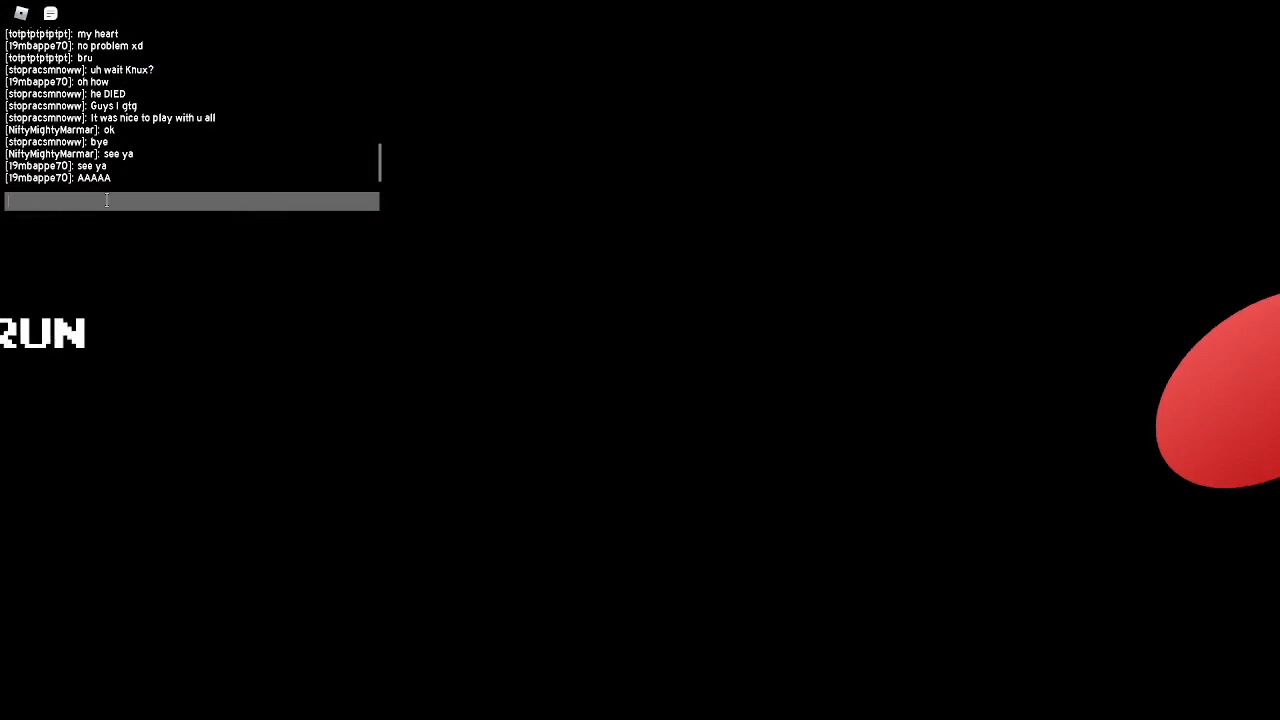 [totptptptptpt]: my heart
[19mbappe70]: no problem xd
[totptptptptpt]: bru
[stopracsmnoww]: uh wait Knux?
[19mbappe70]: oh how
[stopracsmnoww]: he DIED
[stopracsmnoww]: Guys I gtg
[stopracsmnoww]: It was nice to play with u all
[NiftyMightyMarmar]: ok
[stopracsmnoww]: bye
[NiftyMightyMarmar]: see ya
[19mbappe70]: see ya
[19mbappe70]: AAAAA
RUN